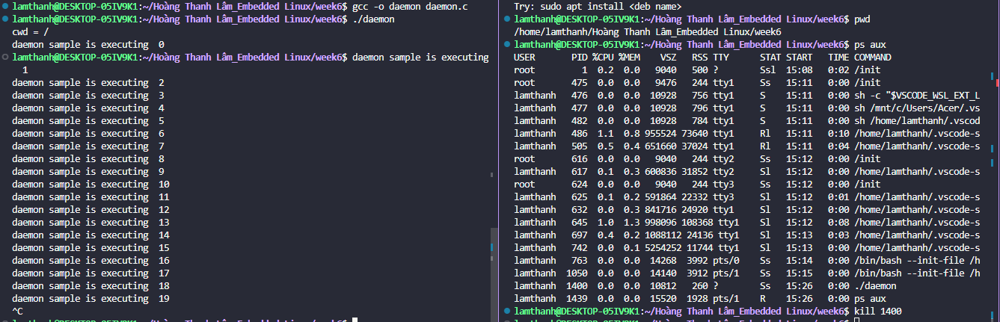 lamthanh@DESKTOP-05IV9K1:~/Hoàng Thanh Lâm_Embedded Linux/week6$ gcc -o daemon daemon.c
lamthanh@DESKTOP-05IV9K1:~/Hoàng Thanh Lâm_Embedded Linux/week6$ ./daemon
cwd = /
daemon sample is executing  0
lamthanh@DESKTOP-05IV9K1:~/Hoàng Thanh Lâm_Embedded Linux/week6$ daemon sample is executing
  1
daemon sample is executing  2
daemon sample is executing  3
daemon sample is executing  4
daemon sample is executing  5
daemon sample is executing  6
daemon sample is executing  7
daemon sample is executing  8
daemon sample is executing  9
daemon sample is executing  10
daemon sample is executing  11
daemon sample is executing  12
daemon sample is executing  13
daemon sample is executing  14
daemon sample is executing  15
daemon sample is executing  16
daemon sample is executing  17
daemon sample is executing  18
daemon sample is executing  19
^C
lamthanh@DESKTOP-05IV9K1:~/Hoàng Thanh Lâm_Embedded Linux/week6$
Try: sudo apt install <deb name>
lamthanh@DESKTOP-05IV9K1:~/Hoàng Thanh Lâm_Embedded Linux/week6$ pwd
/home/lamthanh/Hoàng Thanh Lâm_Embedded Linux/week6
lamthanh@DESKTOP-05IV9K1:~/Hoàng Thanh Lâm_Embedded Linux/week6$ ps aux
USER       PID %CPU %MEM    VSZ   RSS TTY      STAT START   TIME COMMAND
root         1  0.2  0.0   9040   500 ?        Ssl  15:08   0:02 /init
root       475  0.0  0.0   9476   244 tty1     Ss   15:11   0:00 /init
lamthanh   476  0.0  0.0  10928   756 tty1     S    15:11   0:00 sh -c "$VSCODE_WSL_EXT_L
lamthanh   477  0.0  0.0  10928   796 tty1     S    15:11   0:00 sh /mnt/c/Users/Acer/.vs
lamthanh   482  0.0  0.0  10928   784 tty1     S    15:11   0:00 sh /home/lamthanh/.vscod
lamthanh   486  1.1  0.8 955524 73640 tty1     Rl   15:11   0:10 /home/lamthanh/.vscode-s
lamthanh   505  0.5  0.4 651660 37024 tty1     Rl   15:11   0:04 /home/lamthanh/.vscode-s
root       616  0.0  0.0   9040   244 tty2     Ss   15:12   0:00 /init
lamthanh   617  0.1  0.3 600836 31852 tty2     Sl   15:12   0:00 /home/lamthanh/.vscode-s
root       624  0.0  0.0   9040   244 tty3     Ss   15:12   0:00 /init
lamthanh   625  0.1  0.2 591864 22332 tty3     Sl   15:12   0:01 /home/lamthanh/.vscode-s
lamthanh   632  0.0  0.3 841716 24920 tty1     Sl   15:12   0:00 /home/lamthanh/.vscode-s
lamthanh   645  1.0  1.3 998096 108368 tty1    Sl   15:12   0:08 /home/lamthanh/.vscode-s
lamthanh   697  0.4  0.2 1088112 24136 tty1    Sl   15:13   0:03 /home/lamthanh/.vscode-s
lamthanh   742  0.0  0.1 5254252 11744 tty1    Sl   15:13   0:00 /home/lamthanh/.vscode-s
lamthanh   763  0.0  0.0  14268  3992 pts/0    Ss   15:14   0:00 /bin/bash --init-file /h
lamthanh  1050  0.0  0.0  14140  3912 pts/1    Ss   15:15   0:00 /bin/bash --init-file /h
lamthanh  1400  0.0  0.0  10812   260 ?        Ss   15:26   0:00 ./daemon
lamthanh  1439  0.0  0.0  15520  1928 pts/1    R    15:26   0:00 ps aux
lamthanh@DESKTOP-05IV9K1:~/Hoàng Thanh Lâm_Embedded Linux/week6$ kill 1400
lamthanh@DESKTOP-05IV9K1:~/Hoàng Thanh Lâm_Embedded Linux/week6$